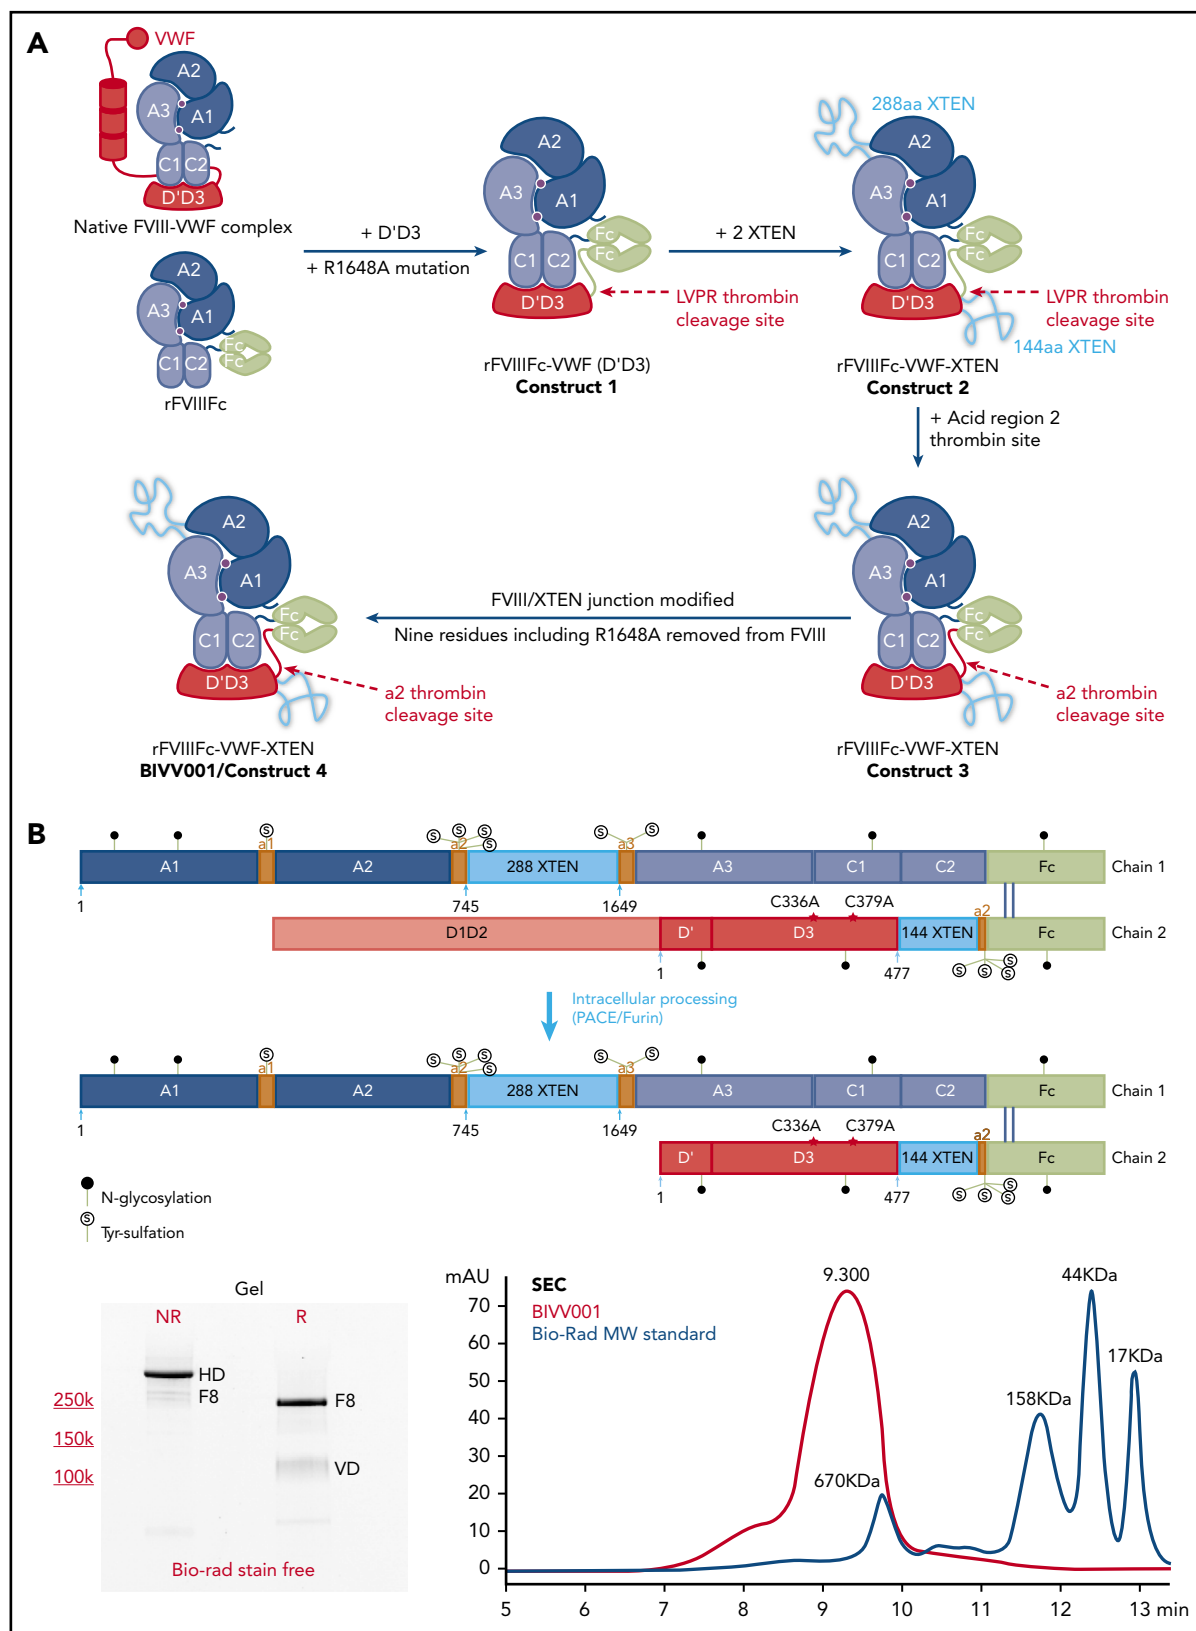 A
VWF
A2
A3
A1
C1
C2
D'D3
Native FVIII-VWF complex
A2
A3
A1
Fc
Fc
C1
C2
rFVIIIFc
+ D'D3
+ R1648A mutation
A2
A3
A1
Fc
Fc
C1
C2
D'D3
LVPR thrombin
cleavage site
rFVIIIFc-VWF (D'D3)
Construct 1
+ 2 XTEN
288aa XTEN
A2
A3
A1
Fc
Fc
C1
C2
D'D3
LVPR thrombin
cleavage site
144aa XTEN
rFVIIIFc-VWF-XTEN
Construct 2
+ Acid region 2
thrombin site
A2
A3
A1
Fc
Fc
C1
C2
D'D3
a2 thrombin
cleavage site
rFVIIIFc-VWF-XTEN
Construct 3
FVIII/XTEN junction modified
Nine residues including R1648A removed from FVIII
A2
A3
A1
Fc
Fc
C1
C2
D'D3
a2 thrombin
cleavage site
rFVIIIFc-VWF-XTEN
BIVV001/Construct 4
B
S S S S S S S
a1 a2 a3
A1 A2 288 XTEN A3 C1 C2 Fc Chain 1
1 745 1649
C336A C379A a2
D1D2 D' D3 144 XTEN Fc Chain 2
1 477
S S S S
Intracellular processing
(PACE/Furin)
S S S S S S S
a1 a2 a3
A1 A2 288 XTEN A3 C1 C2 Fc Chain 1
1 745 1649
C336A C379A a2
D' D3 144 XTEN Fc Chain 2
1 477
S S S S
N-glycosylation
S Tyr-sulfation
Gel
NR R
HD
F8
F8
VD
250k
150k
100k
Bio-rad stain free
mAU
70
60
50
40
30
20
10
0
SEC
BIVV001
Bio-Rad MW standard
9.300
670KDa
158KDa
44KDa
17KDa
5 6 7 8 9 10 11 12 13 min